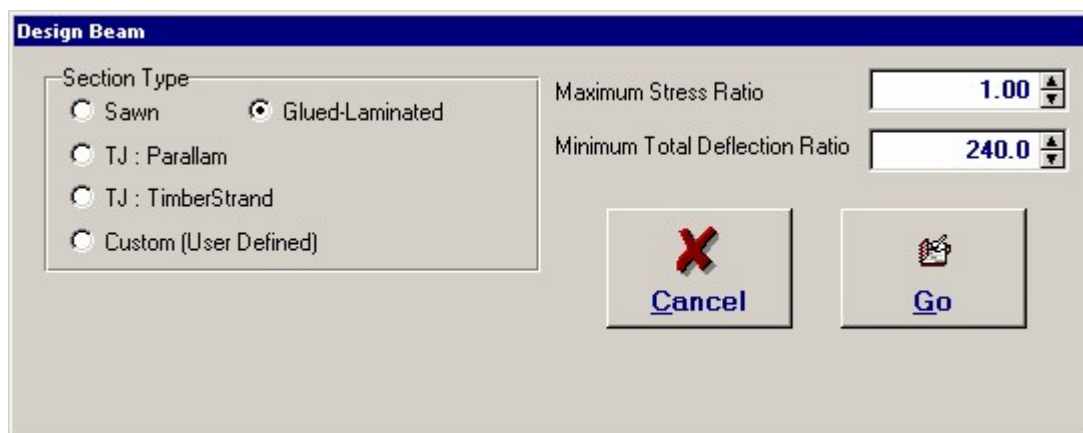 Design Beam
Section Type
Sawn
Glued-Laminated
TJ : Parallam
TJ : TimberStrand
Custom (User Defined)
Maximum Stress Ratio
1.00
Minimum Total Deflection Ratio
240.0
Cancel
Go